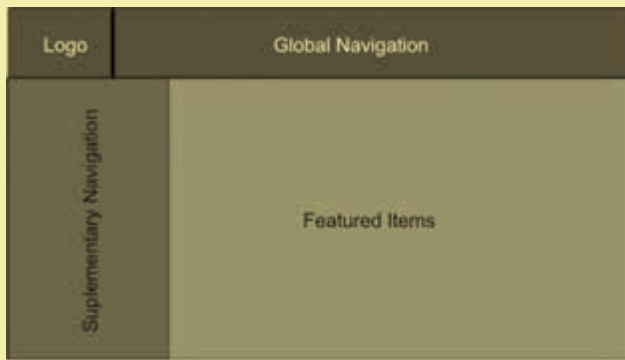 Logo
Global Navigation
Suplementary Navigation
Featured Items